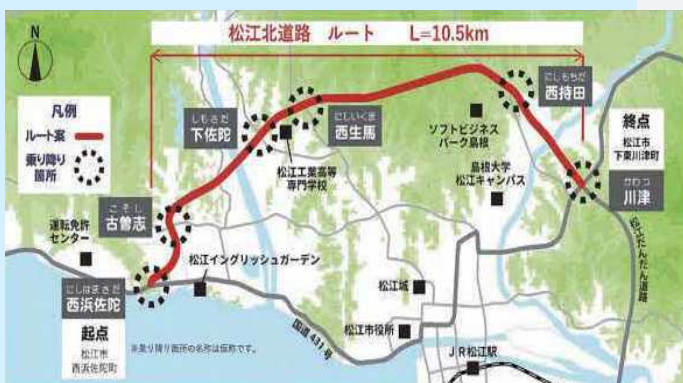 松江北道路 ルート L=10.5km
N
凡例
ルート案
乗り降り
箇所
しもさだ
下佐陀
にしいくま
西生馬
にしもちだ
西持田
ソフトビジネス
パーク島根
終点
松江市
下東川津町
松江工業高等
専門学校
島根大学
松江キャンパス
かわつ
川津
こそし
古曽志
運転免許
センター
松江イングリッシュガーデン
松江だんだん道路
にしはまさだ
西浜佐陀
松江城
起点
松江市
西浜佐陀町
※乗り降り箇所の名称は仮称です。
国道431号
松江市役所
JR松江駅